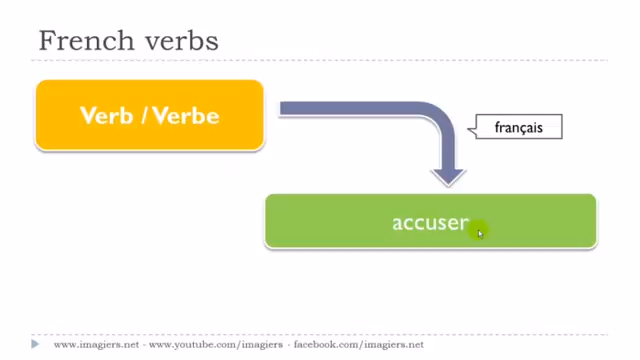 French verbs
Verb / Verbe
français
accuser
www.imagiers.net - www.youtube.com/imagiers - facebook.com/imagiers.net